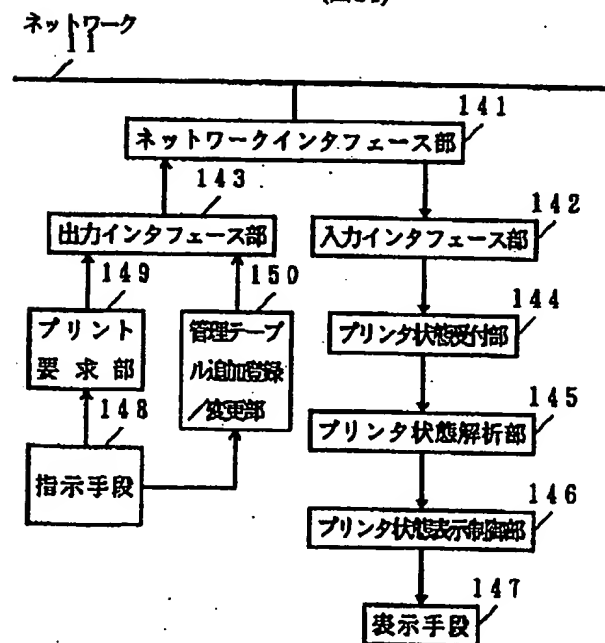 ネットワーク
11
141
ネットワークインタフェース部
143
142
出力インタフェース部
入力インタフェース部
149
150
144
プリント
要求部
管理テーブ
ル追加登録
/変更部
プリンタ状態受付部
148
145
指示手段
プリンタ状態解析部
146
プリンタ状態表示制御部
147
表示手段